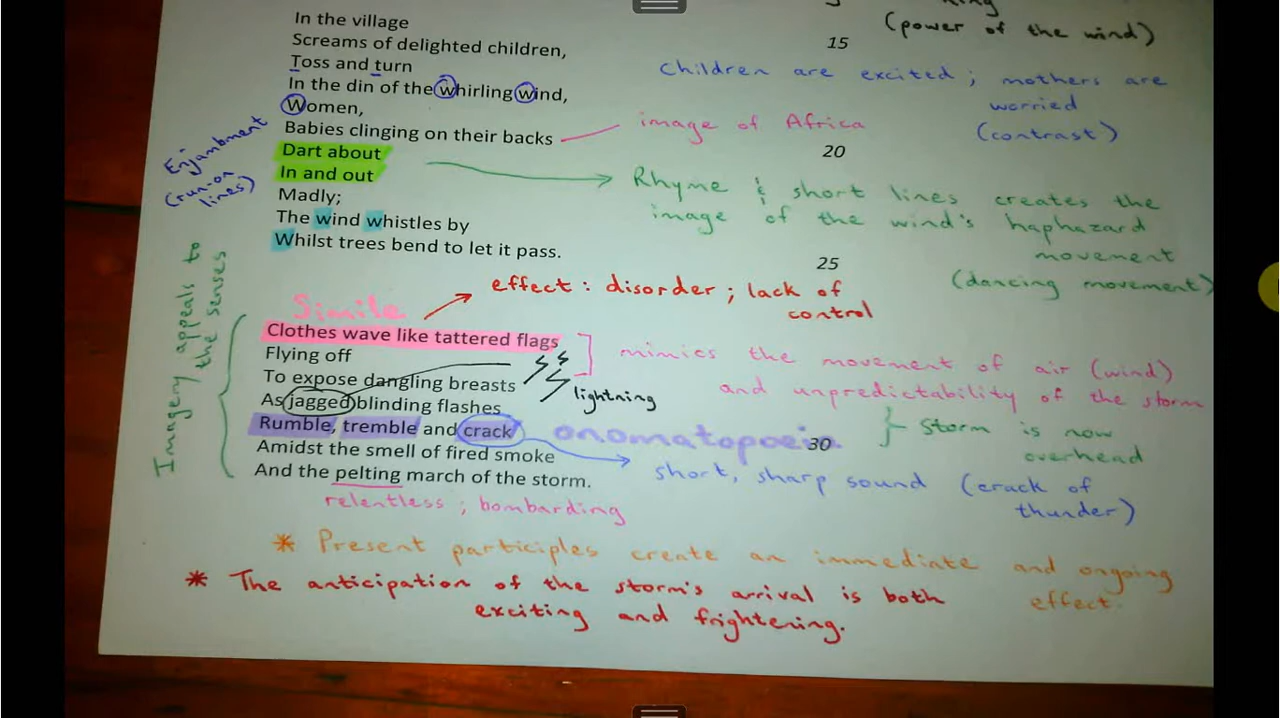 (power of the wind)
In the village
15
Screams of delighted children,
Toss and turn
children are excited ; mothers are
worried
(contrast)
In the din of the whirling wind,
Women,
Babies clinging on their backs
image of Africa
20
Enjambment
(run-on
lines)
Dart about
In and out
Rhyme & short lines creates the
image of the wind's haphazard
movement
(dancing movement)
Madly;
The wind whistles by
Whilst trees bend to let it pass.
25
effect : disorder ; lack of
control
Imagery appeals to
the senses
Simile
Clothes wave like tattered flags
Flying off
mimics the movement of air (wind)
and unpredictability of the storm
To expose dangling breasts
lightning
As jagged blinding flashes
Rumble, tremble and crack
onomatopoeia
30
Storm is now
overhead
Amidst the smell of fired smoke
short, sharp sound (crack of
thunder)
And the pelting march of the storm.
relentless ; bombarding
* Present participles create an immediate and ongoing
effect.
* The anticipation of the storm's arrival is both
exciting and frightening.